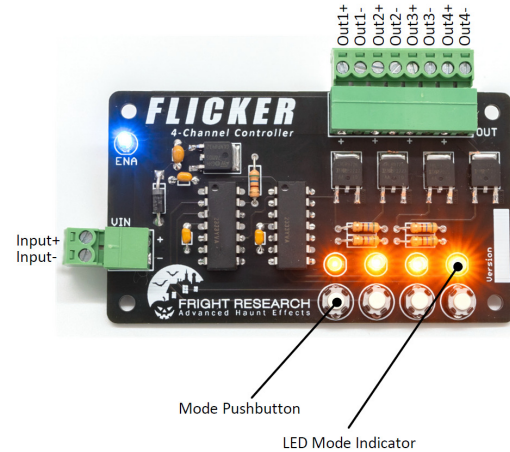 Out1+
Out1-
Out2+
Out2-
Out3+
Out3-
Out4+
Out4-
FLICKER
4-Channel Controller
OUT
+ + + +
ENA
VIN
Input+
+
Input-
-
Version
FRIGHT RESEARCH
Advanced Haunt Effects
Mode Pushbutton
LED Mode Indicator